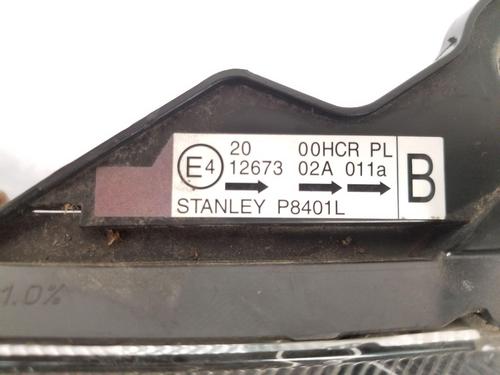 E4 20 00HCR PL
12673 02A 011a
B
STANLEY P8401L
1.0%